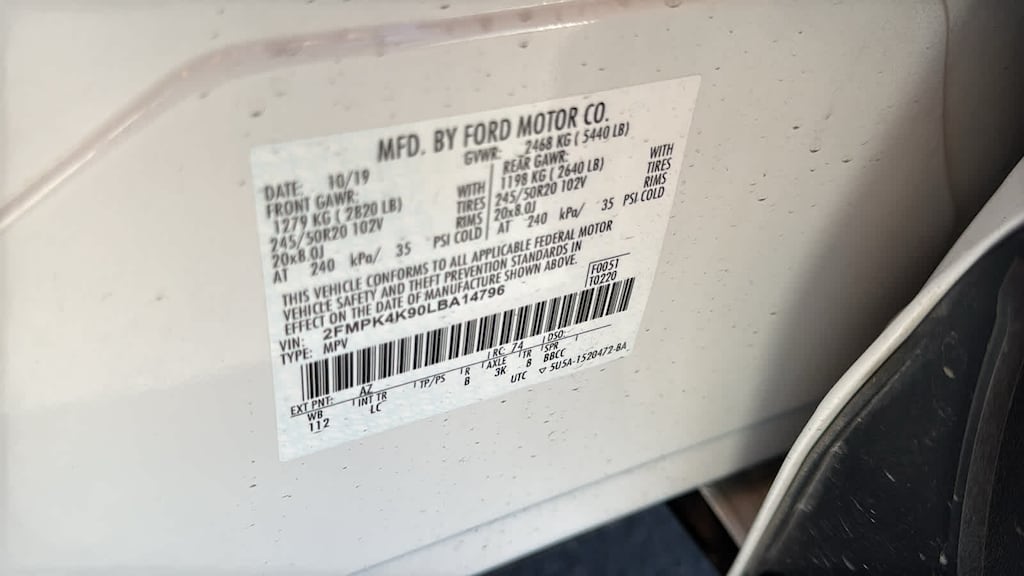 MFD. BY FORD MOTOR CO.
DATE: 10/19 GVWR: 2468 KG ( 5440 LB)
FRONT GAWR: REAR GAWR:
1279 KG ( 2820 LB) WITH 1198 KG ( 2640 LB) WITH
245/50R20 102V TIRES 245/50R20 102V TIRES
20x8.0J RIMS 20x8.0J RIMS
AT 240 kPa/ 35 PSI COLD AT 240 kPa/ 35 PSI COLD
THIS VEHICLE CONFORMS TO ALL APPLICABLE FEDERAL MOTOR
VEHICLE SAFETY AND THEFT PREVENTION STANDARDS IN
EFFECT ON THE DATE OF MANUFACTURE SHOWN ABOVE.
VIN: 2FMPK4K90LBA14796 F0051
TYPE: MPV T0220
EXT PNT: AZ RC: 74 DSO:
WB INT TR TP/PS R AXLE TR SPR
112 LC B 3K B BBCC
UTC ▽ 5U5A-1520472-BA